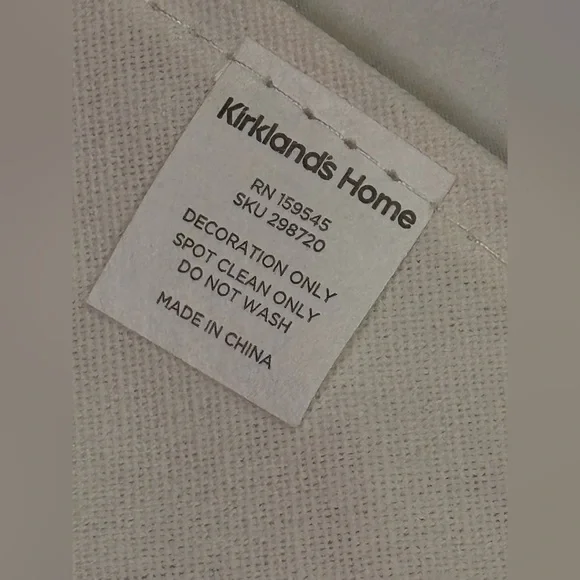 Kirkland's Home
RN 159545
SKU 298720
DECORATION ONLY
SPOT CLEAN ONLY
DO NOT WASH
MADE IN CHINA